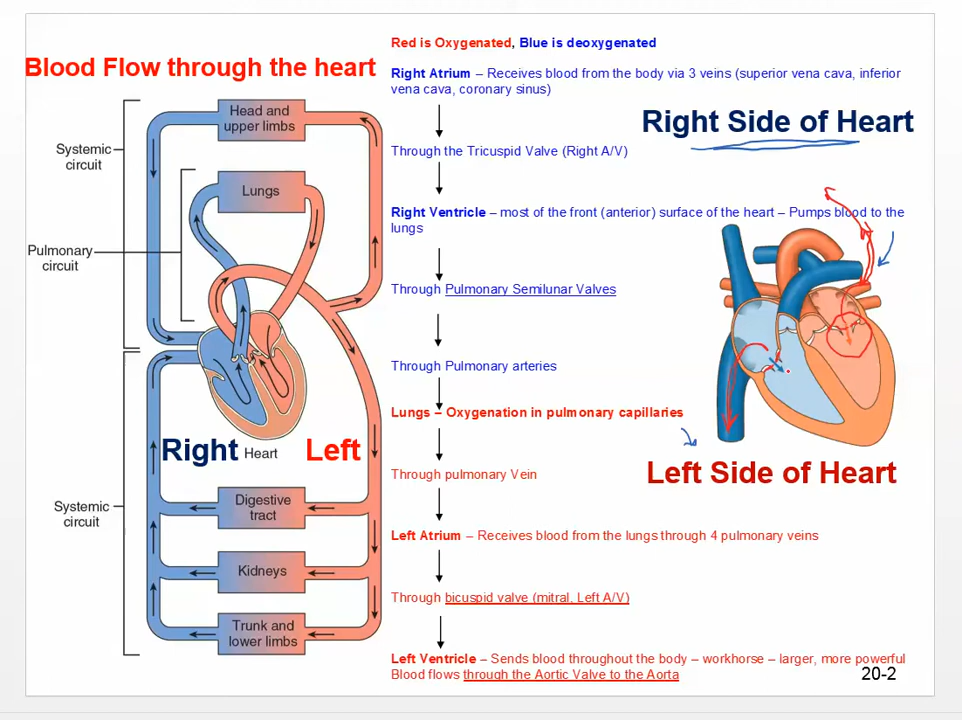 Red is Oxygenated, Blue is deoxygenated
Blood Flow through the heart
Right Atrium – Receives blood from the body via 3 veins (superior vena cava, inferior
vena cava, coronary sinus)
Right Side of Heart
Through the Tricuspid Valve (Right A/V)
Right Ventricle – most of the front (anterior) surface of the heart – Pumps blood to the
lungs
Through Pulmonary Semilunar Valves
Through Pulmonary arteries
Lungs – Oxygenation in pulmonary capillaries
Left Side of Heart
Through pulmonary Vein
Left Atrium – Receives blood from the lungs through 4 pulmonary veins
Through bicuspid valve (mitral, Left A/V)
Left Ventricle – Sends blood throughout the body – workhorse – larger, more powerful
Blood flows through the Aortic Valve to the Aorta
20-2
Head and
upper limbs
Systemic
circuit
Lungs
Pulmonary
circuit
Right
Heart
Left
Systemic
circuit
Digestive
tract
Kidneys
Trunk and
lower limbs